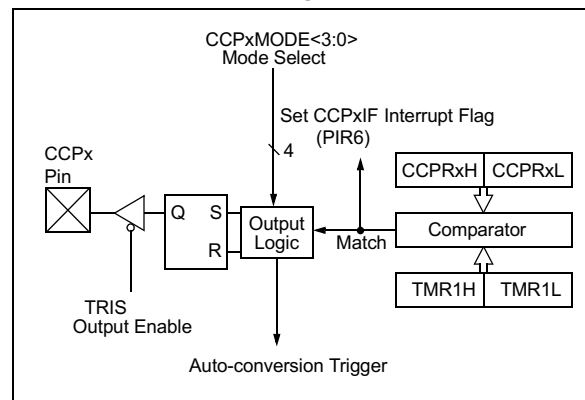 CCPxMODE<3:0>
Mode Select
Set CCPxIF Interrupt Flag
(PIR6)
4
CCPx
Pin
CCPRxH CCPRxL
Q S
R
Output
Logic
Match
Comparator
TRIS
Output Enable
TMR1H TMR1L
Auto-conversion Trigger